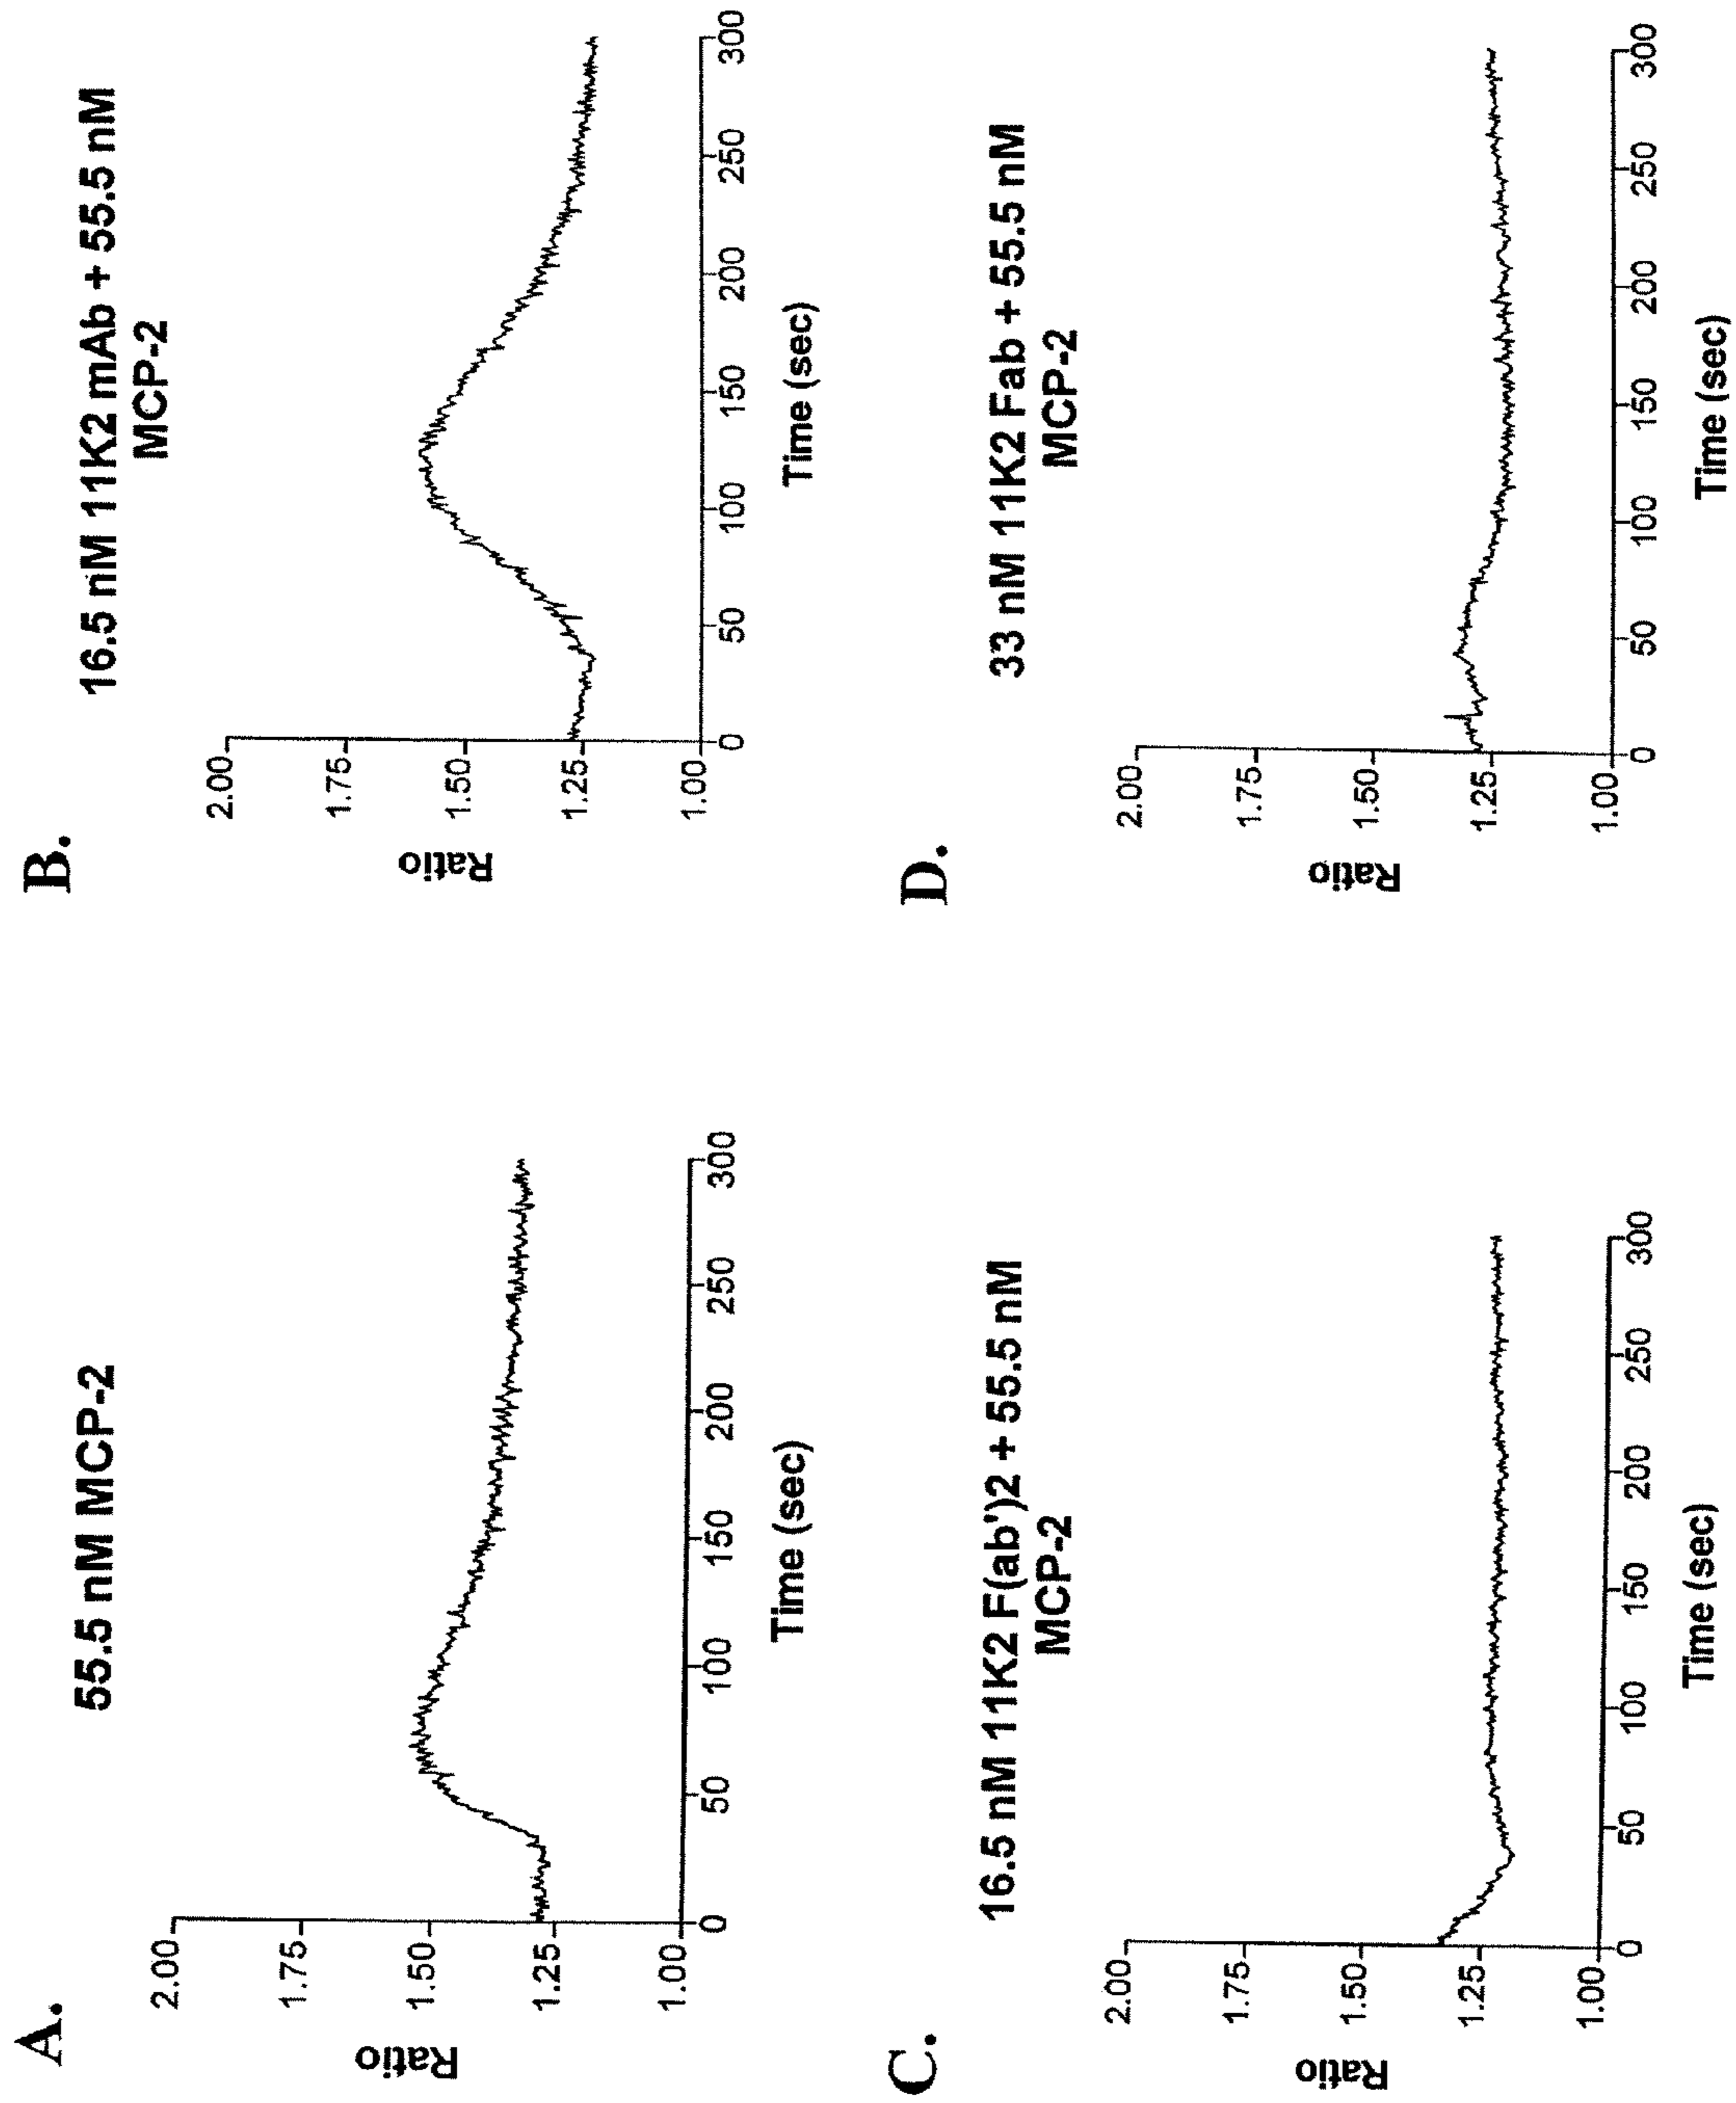 A.
55.5 nM MCP-2
Ratio
2.00
1.75
1.50
1.25
1.00
0 50 100 150 200 250 300
Time (sec)
B.
16.5 nM 11K2 mAb + 55.5 nM
MCP-2
Ratio
2.00
1.75
1.50
1.25
1.00
0 50 100 150 200 250 300
Time (sec)
C.
16.5 nM 11K2 F(ab')2 + 55.5 nM
MCP-2
Ratio
2.00
1.75
1.50
1.25
1.00
0 50 100 150 200 250 300
Time (sec)
D.
33 nM 11K2 Fab + 55.5 nM
MCP-2
Ratio
2.00
1.75
1.50
1.25
1.00
0 50 100 150 200 250 300
Time (sec)